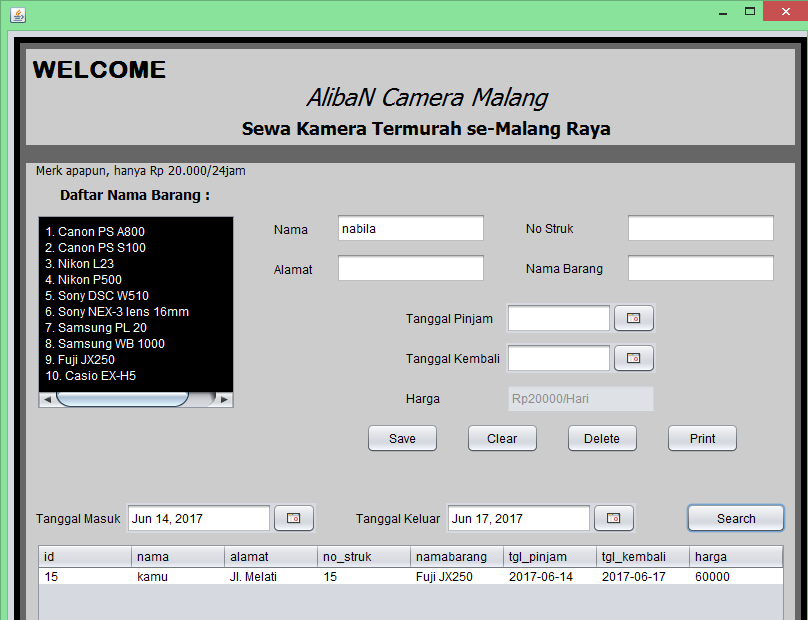 WELCOME
AlibaN Camera Malang
Sewa Kamera Termurah se-Malang Raya
Merk apapun, hanya Rp 20.000/24jam
Daftar Nama Barang :
1. Canon PS A800
2. Canon PS S100
3. Nikon L23
4. Nikon P500
5. Sony DSC W510
6. Sony NEX-3 lens 16mm
7. Samsung PL 20
8. Samsung WB 1000
9. Fuji JX250
10. Casio EX-H5
Nama nabila No Struk
Alamat Nama Barang
Tanggal Pinjam
Tanggal Kembali
Harga Rp20000/Hari
Save Clear Delete Print
Tanggal Masuk Jun 14, 2017 Tanggal Keluar Jun 17, 2017 Search
id nama alamat no_struk namabarang tgl_pinjam tgl_kembali harga
15 kamu Jl. Melati 15 Fuji JX250 2017-06-14 2017-06-17 60000